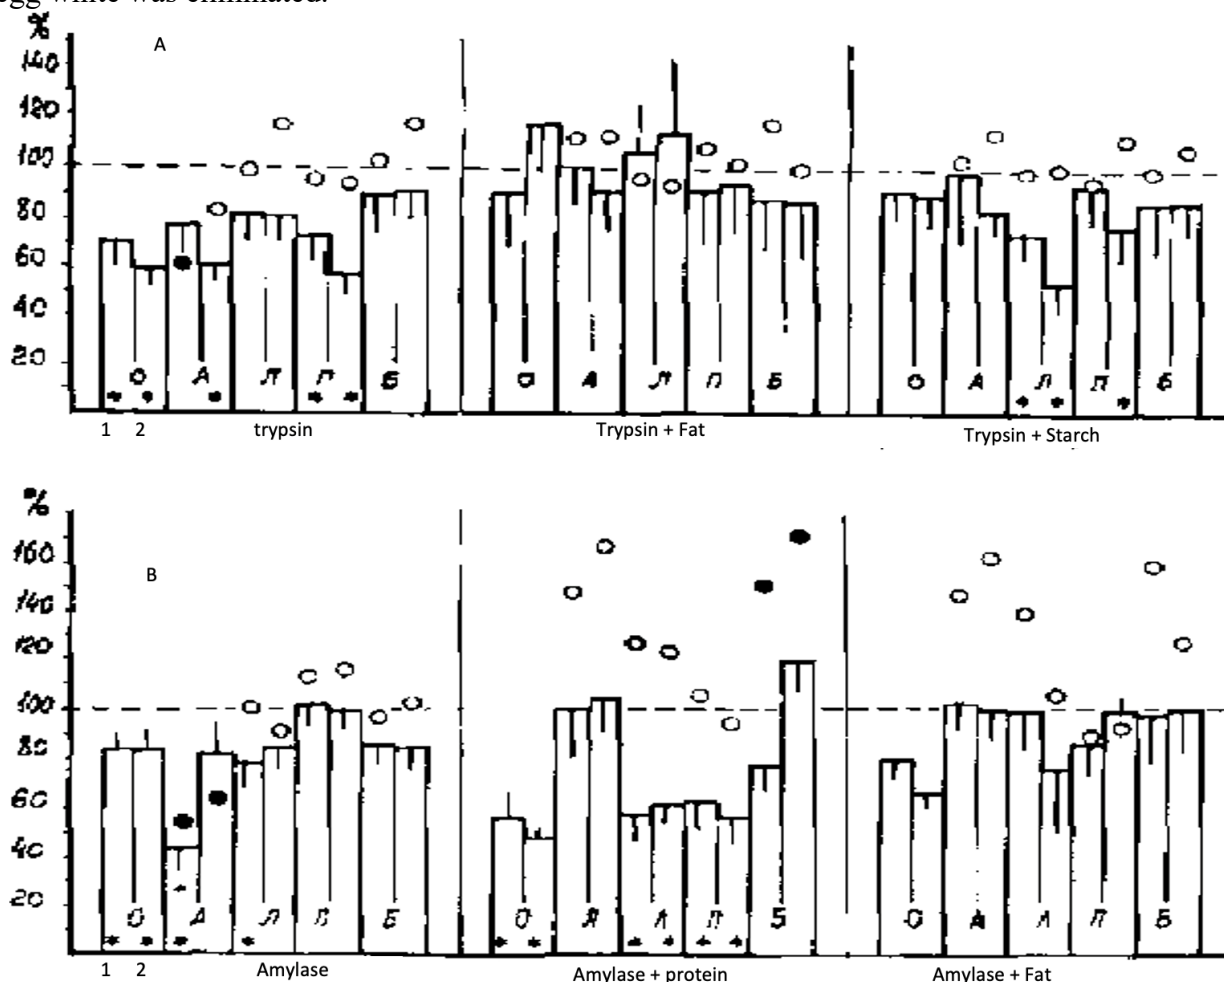 egg white was eliminated.
%
A
140
120
100
80
60
40
20
О А Л П Б
О А Л П Б
О А Л П Б
* * * * *
* * *
1 2 trypsin Trypsin + Fat Trypsin + Starch
%
B
160
140
120
100
80
60
40
20
О А Л П Б
О Я Л П Б
О А Л П Б
* * * *
* * * * * *
1 2 Amylase Amylase + protein Amylase + Fat